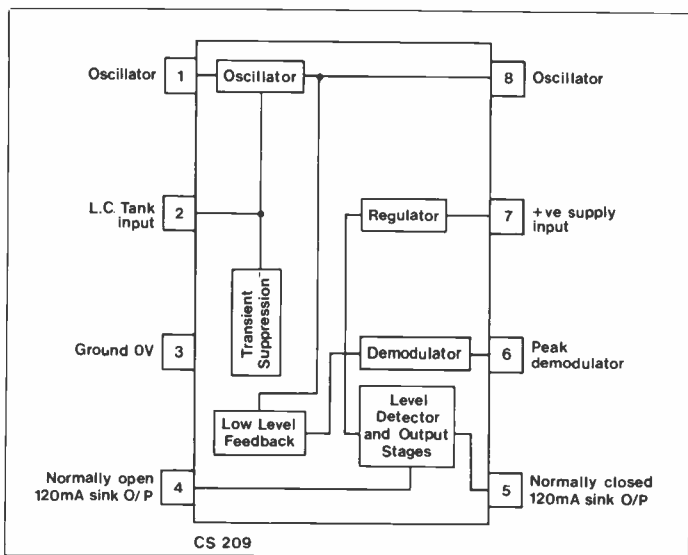 Oscillator
1
Oscillator
8
Oscillator
L.C. Tank
input
2
Regulator
7
+ve supply
input
Transient
Suppression
Ground 0V
3
Demodulator
6
Peak
demodulator
Low Level
Feedback
Level
Detector
and Output
Stages
Normally open
120mA sink O/P
4
5
Normally closed
120mA sink O/P
CS 209